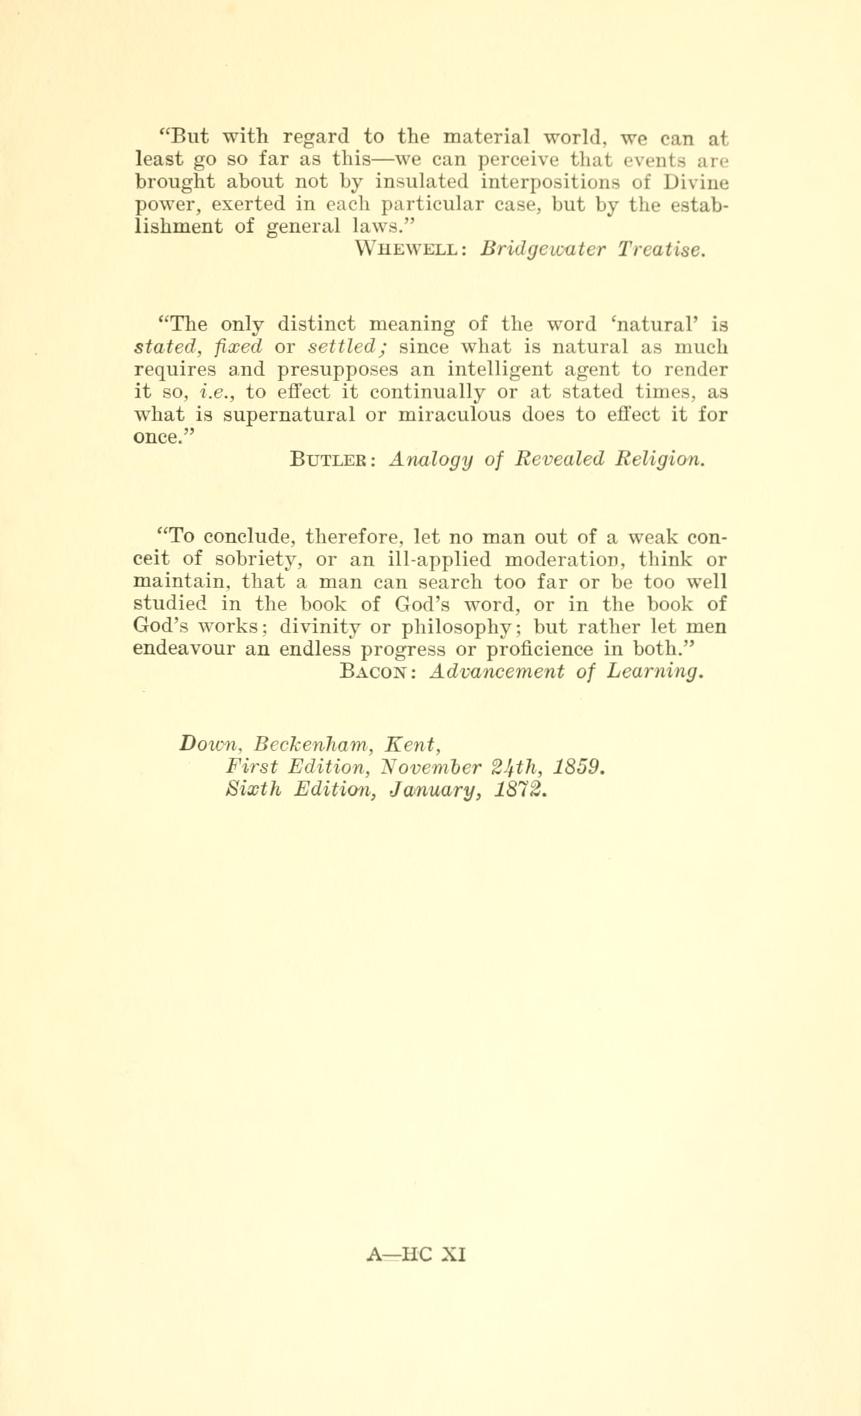 “But with regard to the material world, we can at
least go so far as this—we can perceive that events are
brought about not by insulated interpositions of Divine
power, exerted in each particular case, but by the estab-
lishment of general laws.”
WHEWELL: Bridgewater Treatise.
“The only distinct meaning of the word ‘natural’ is
stated, fixed or settled; since what is natural as much
requires and presupposes an intelligent agent to render
it so, i.e., to effect it continually or at stated times, as
what is supernatural or miraculous does to effect it for
once.”
BUTLER: Analogy of Revealed Religion.
“To conclude, therefore, let no man out of a weak con-
ceit of sobriety, or an ill-applied moderation, think or
maintain, that a man can search too far or be too well
studied in the book of God’s word, or in the book of
God’s works; divinity or philosophy; but rather let men
endeavour an endless progress or proficience in both.”
BACON: Advancement of Learning.
Down, Beckenham, Kent,
First Edition, November 24th, 1859.
Sixth Edition, January, 1872.
A—HC XI